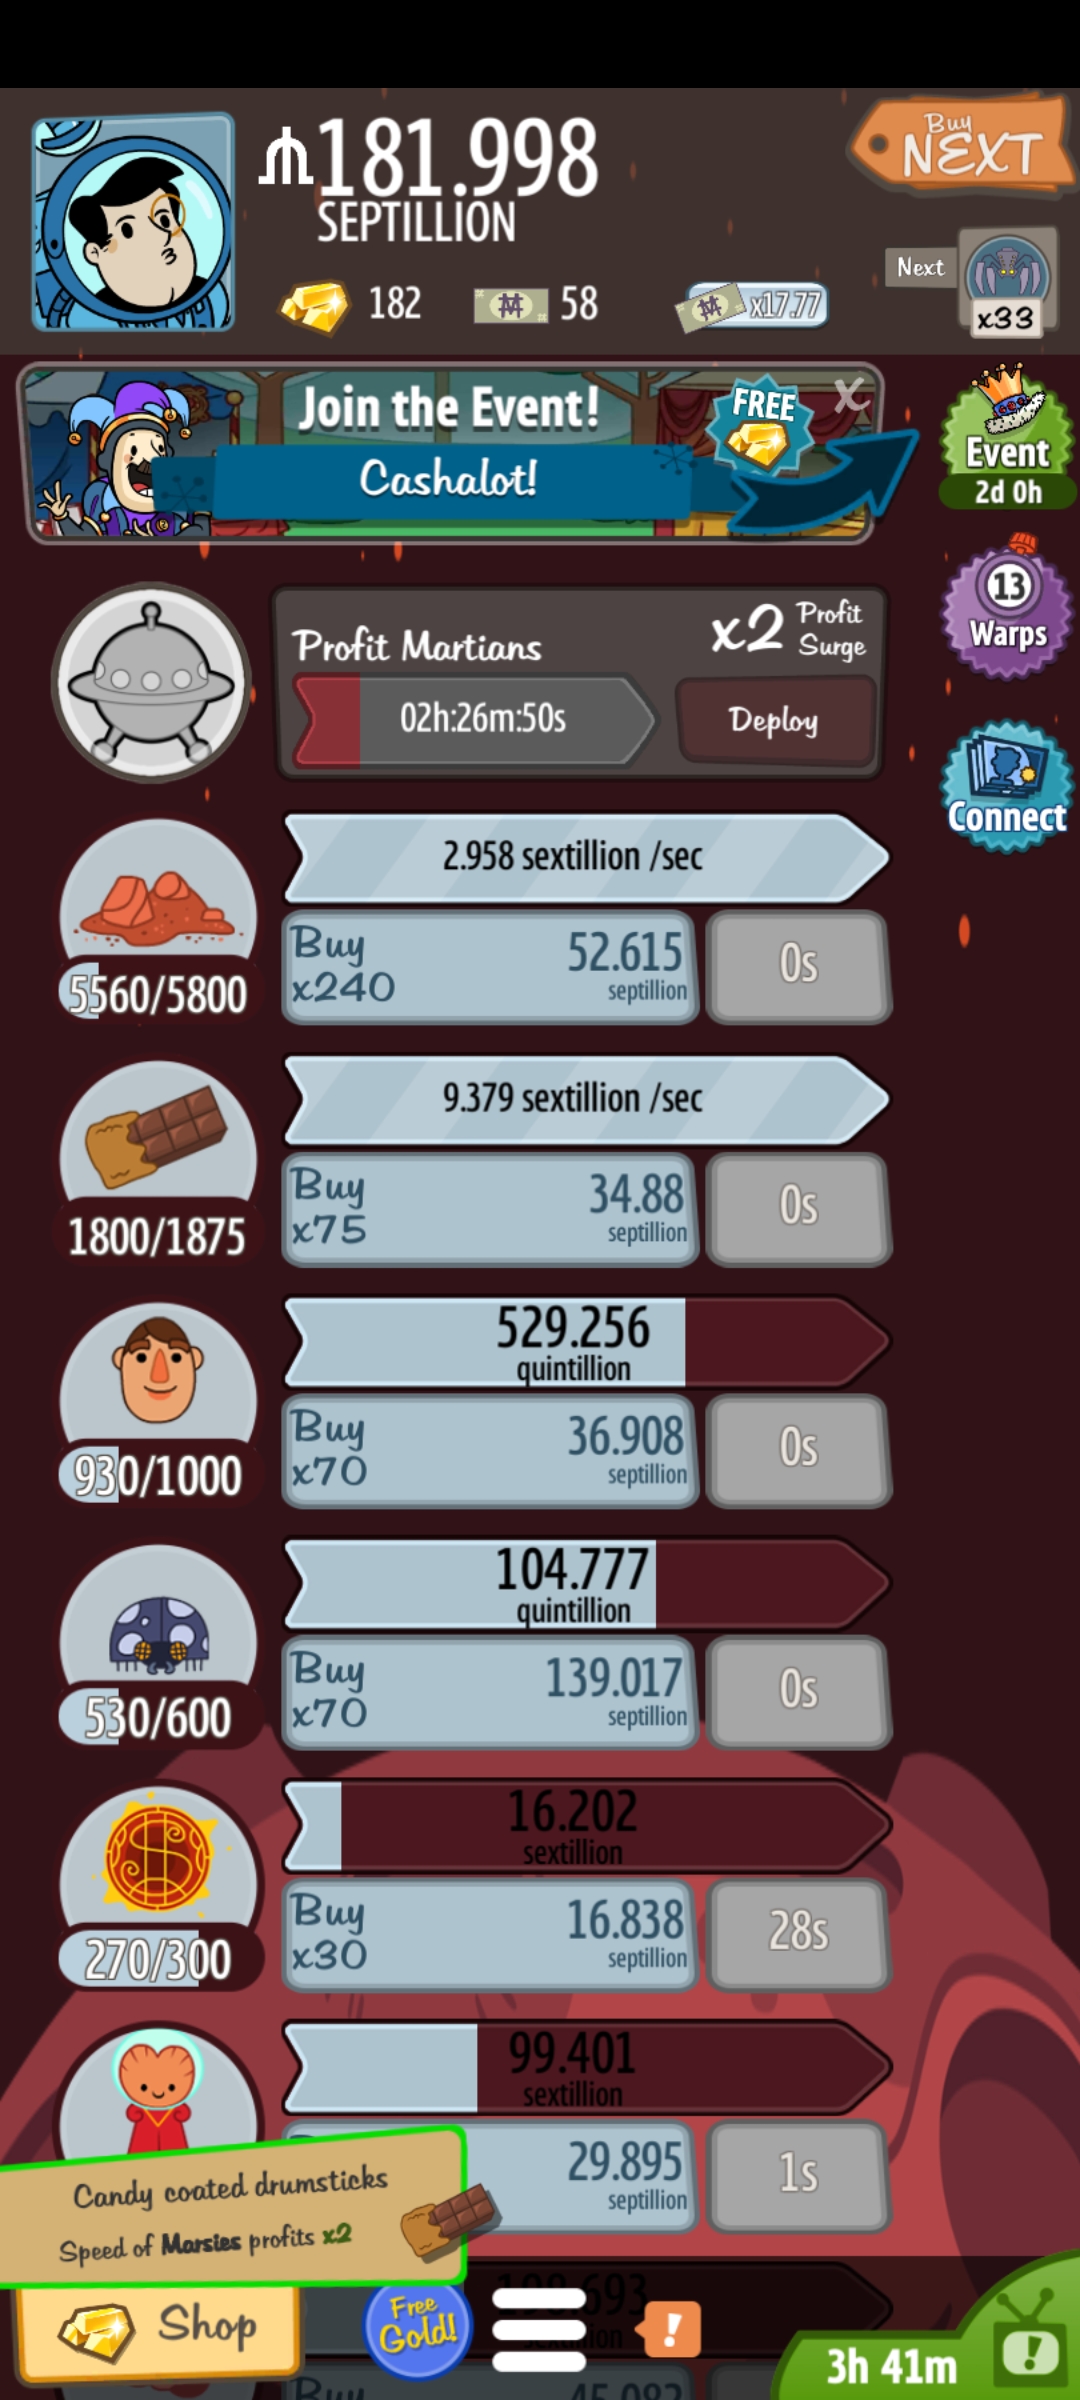 181.998
SEPTILLION
Buy
NEXT
182
58
x17.77
Next
x33
Join the Event!
FREE
X
Cashalot!
Event
2d 0h
13
Warps
Connect
Profit Martians
x2 Profit
Surge
02h:26m:50s
Deploy
2.958 sextillion /sec
5560/5800
Buy
x240
52.615
septillion
0s
9.379 sextillion /sec
1800/1875
Buy
x75
34.88
septillion
0s
529.256
quintillion
930/1000
Buy
x70
36.908
septillion
0s
104.777
quintillion
530/600
Buy
x70
139.017
septillion
0s
16.202
sextillion
270/300
Buy
x30
16.838
septillion
28s
99.401
sextillion
29.895
septillion
1s
Candy coated drumsticks
Speed of Marsies profits x2
Shop
Free
Gold!
!
3h 41m
!
Buy